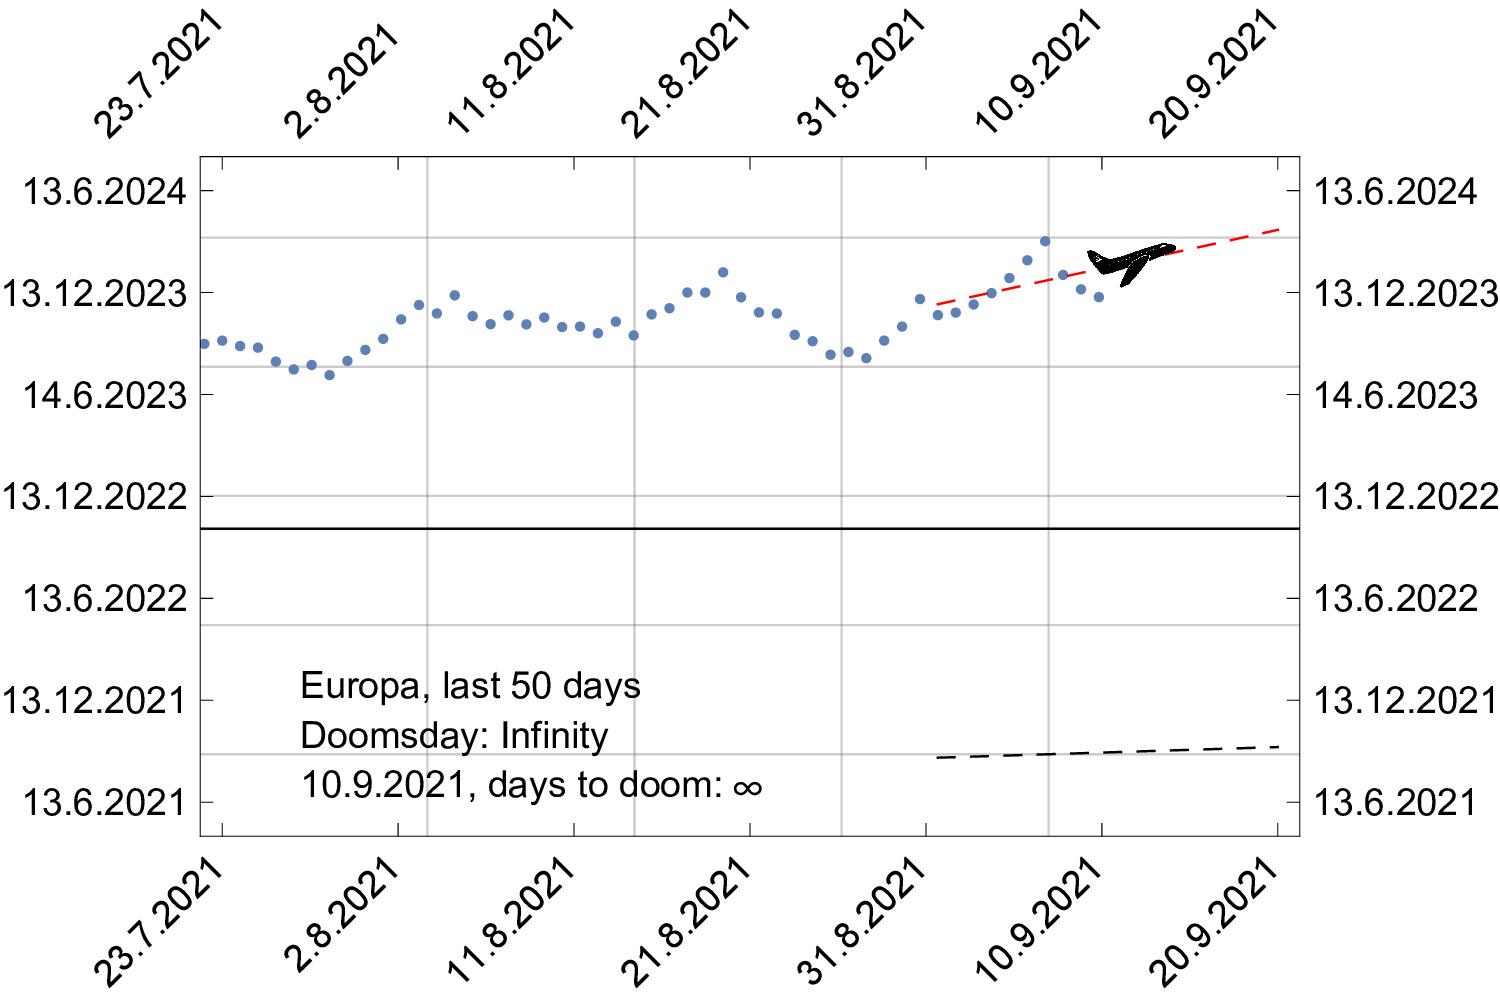 23.7.2021 2.8.2021 11.8.2021 21.8.2021 31.8.2021 10.9.2021 20.9.2021
13.6.2024 13.6.2024
13.12.2023 13.12.2023
14.6.2023 14.6.2023
13.12.2022 13.12.2022
13.6.2022 13.6.2022
Europa, last 50 days
13.12.2021 13.12.2021
Doomsday: Infinity
10.9.2021, days to doom: ∞
13.6.2021 13.6.2021
23.7.2021 2.8.2021 11.8.2021 21.8.2021 31.8.2021 10.9.2021 20.9.2021